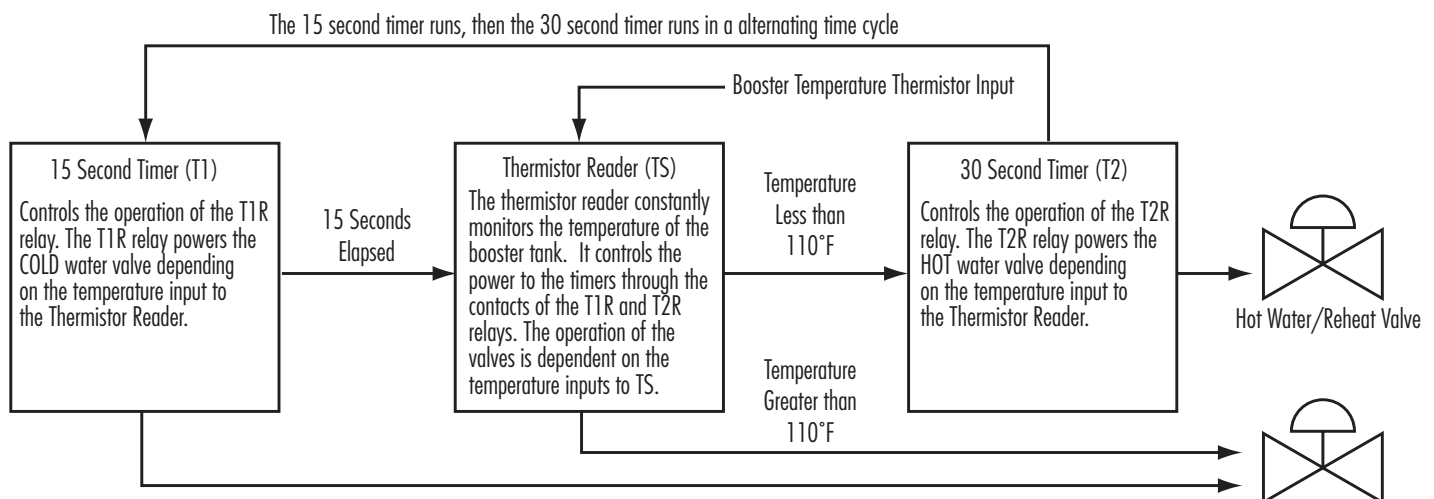 The 15 second timer runs, then the 30 second timer runs in a alternating time cycle
Booster Temperature Thermistor Input
15 Second Timer (T1)
Controls the operation of the T1R
relay. The T1R relay powers the
COLD water valve depending
on the temperature input to
the Thermistor Reader.
15 Seconds
Elapsed
Thermistor Reader (TS)
The thermistor reader constantly
monitors the temperature of the
booster tank.  It controls the
power to the timers through the
contacts of the T1R and T2R
relays. The operation of the
valves is dependent on the
temperature inputs to TS.
Temperature
Less than
110˚F
Temperature
Greater than
110˚F
30 Second Timer (T2)
Controls the operation of the T2R
relay. The T2R relay powers the
HOT water valve depending
on the temperature input to
the Thermistor Reader.
Hot Water/Reheat Valve